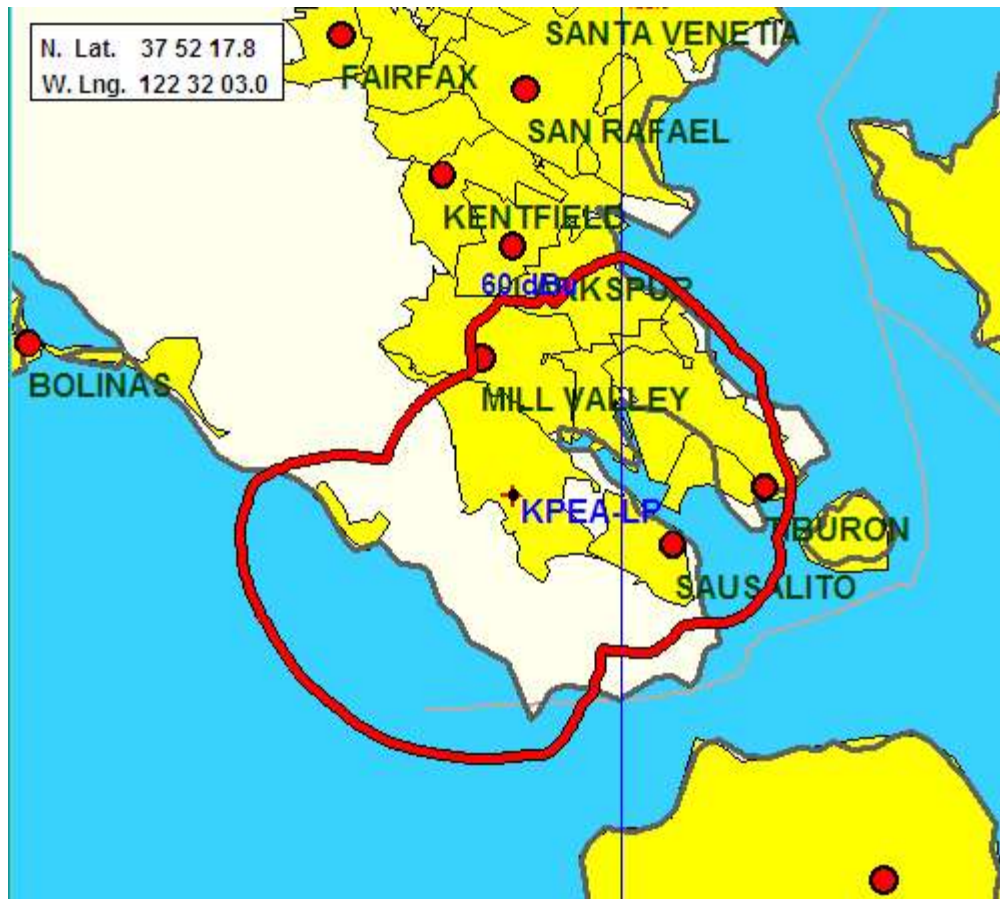 N. Lat. 37 52 17.8
W. Lng. 122 32 03.0
SANTA VENETIA
FAIRFAX
SAN RAFAEL
KENTFIELD
60 dBu
LARKSPUR
BOLINAS
MILL VALLEY
KPEA-LP
TIBURON
SAUSALITO